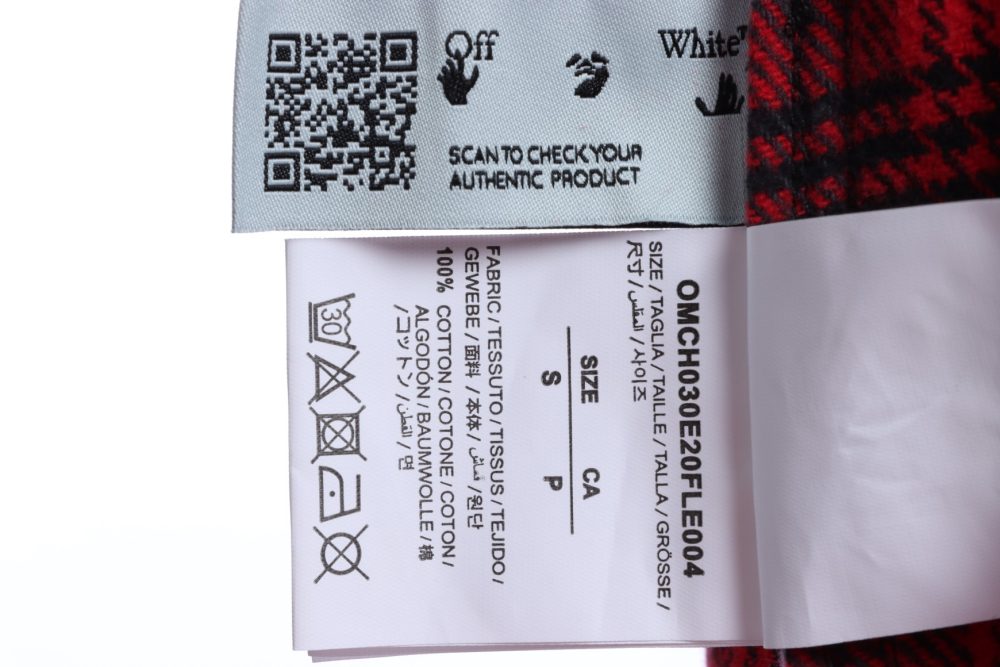 Off
White™
SCAN TO CHECK YOUR
AUTHENTIC PRODUCT
OMCH030E20FLE004
SIZE / TAGLIA / TAILLE / TALLA / GRÖSSE /
尺寸 / المقاس / 사이즈
SIZE CA
S P
FABRIC / TESSUTO / TISSUS / TEJIDO /
GEWEBE / 面料 / 本体 / قماش / 원단
100% COTTON / COTONE / COTON /
ALGODÓN / BAUMWOLLE / 棉
/ コットン / القطن / 면
30